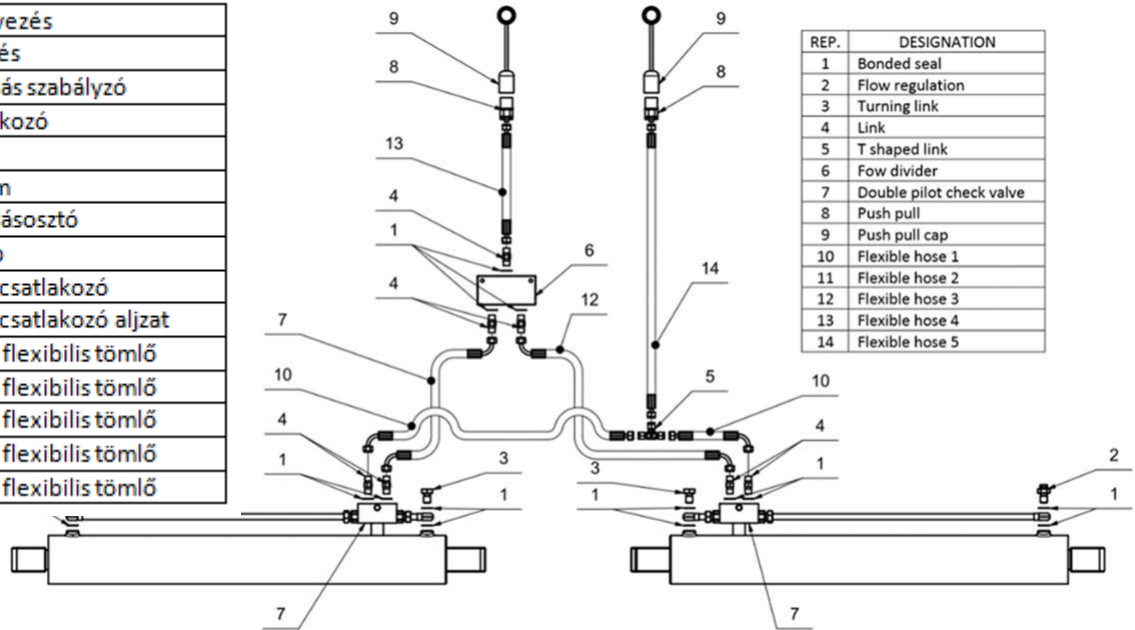 vezés
és
ás szabályzó
kozó
m
ásosztó
o
csatlakozó
csatlakozó aljzat
flexibilis tömlő
flexibilis tömlő
flexibilis tömlő
flexibilis tömlő
flexibilis tömlő
REP. DESIGNATION
1 Bonded seal
2 Flow regulation
3 Turning link
4 Link
5 T shaped link
6 Fow divider
7 Double pilot check valve
8 Push pull
9 Push pull cap
10 Flexible hose 1
11 Flexible hose 2
12 Flexible hose 3
13 Flexible hose 4
14 Flexible hose 5
9 9
8 8
13
4
1 6
14
4 12
7
10 5 10
4 4
1 3 3 1 2
1 1 1
7 7